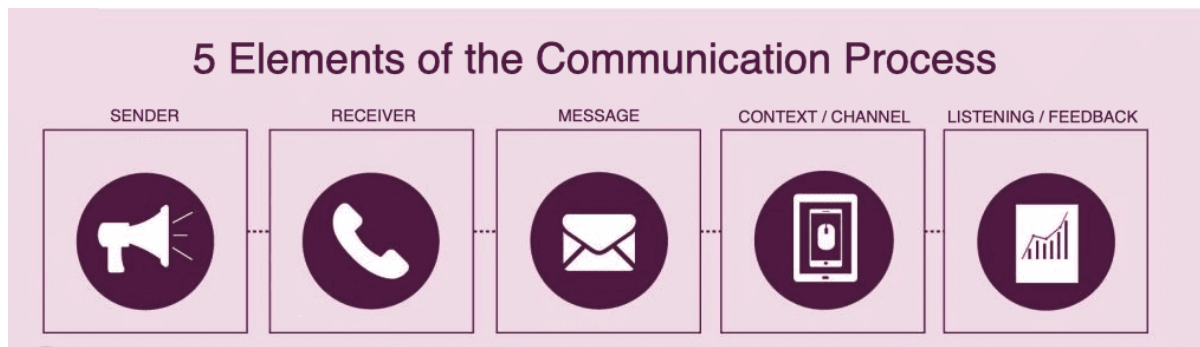 5 Elements of the Communication Process
SENDER
RECEIVER
MESSAGE
CONTEXT / CHANNEL
LISTENING / FEEDBACK